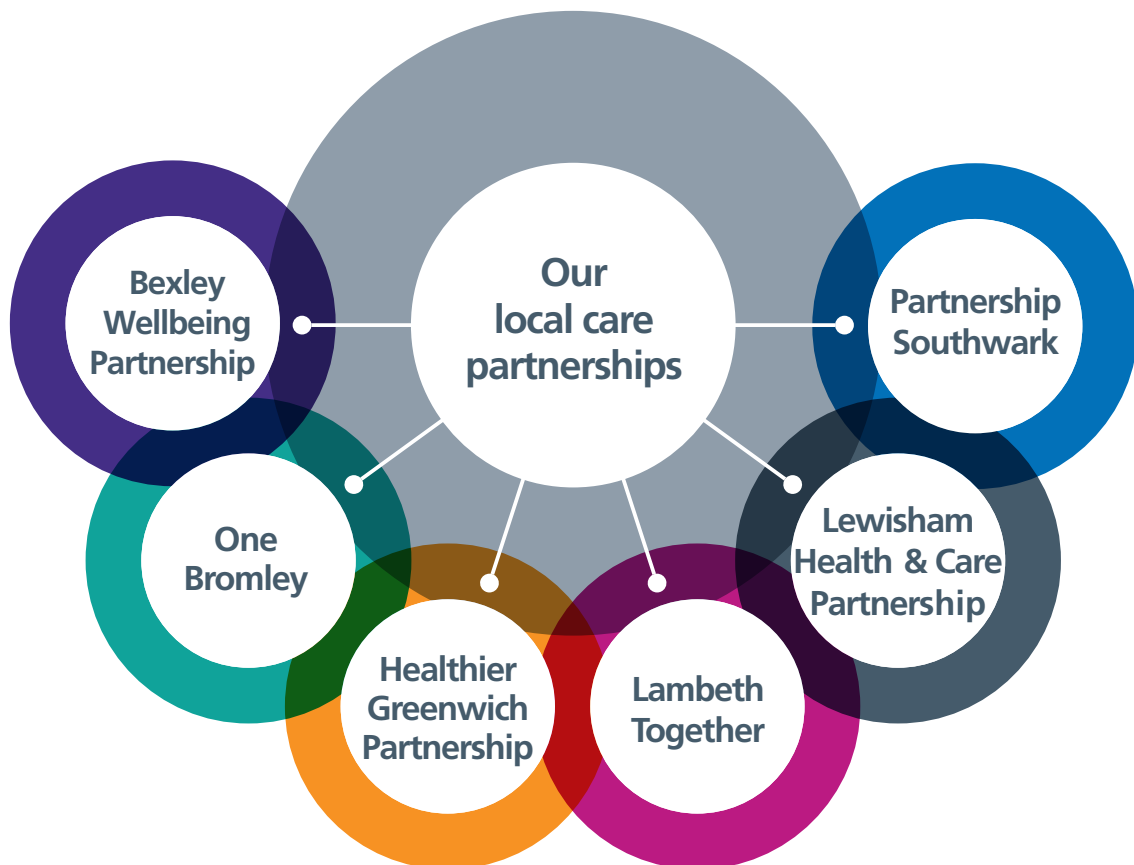 Our
local care
partnerships
Bexley
Wellbeing
Partnership
One
Bromley
Healthier
Greenwich
Partnership
Lambeth
Together
Lewisham
Health & Care
Partnership
Partnership
Southwark